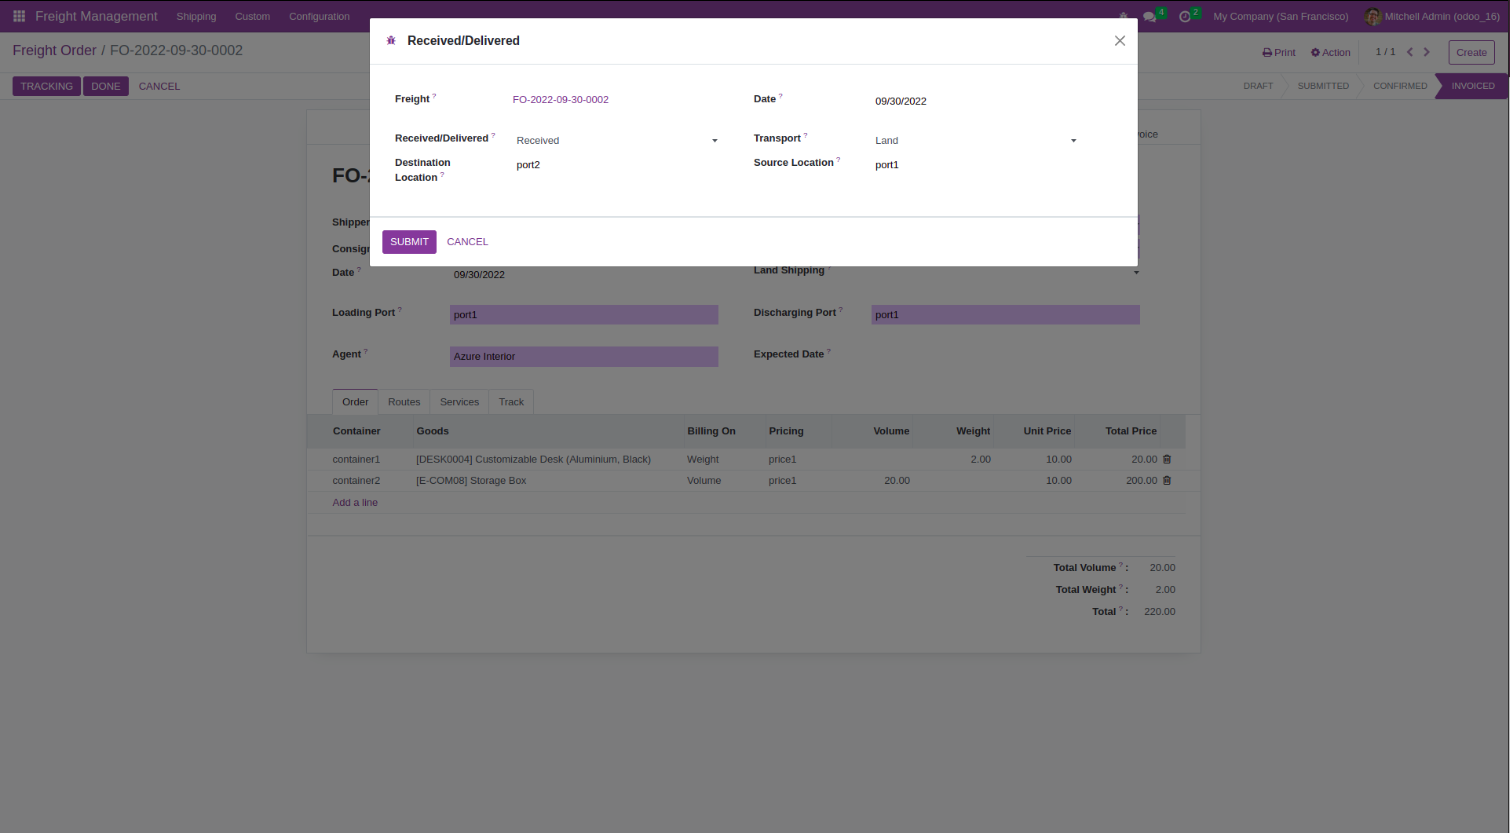 Freight Management Shipping Custom Configuration 4 2 My Company (San Francisco) Mitchell Admin (odoo_16)
Freight Order / FO-2022-09-30-0002 Print Action 1 / 1 Create
TRACKING DONE CANCEL DRAFT SUBMITTED CONFIRMED INVOICED
Received/Delivered
Freight ? FO-2022-09-30-0002 Date ? 09/30/2022
Received/Delivered ? Received Transport ? Land
Destination Location ? port2 Source Location ? port1
SUBMIT CANCEL
voice
FO-2
Shipper
Consign
Date ? 09/30/2022 Land Shipping ?
Loading Port ? port1 Discharging Port ? port1
Agent ? Azure Interior Expected Date ?
Order Routes Services Track
Container Goods Billing On Pricing Volume Weight Unit Price Total Price
container1 [DESK0004] Customizable Desk (Aluminium, Black) Weight price1 2.00 10.00 20.00
container2 [E-COM08] Storage Box Volume price1 20.00 10.00 200.00
Add a line
Total Volume ? : 20.00
Total Weight ? : 2.00
Total ? : 220.00